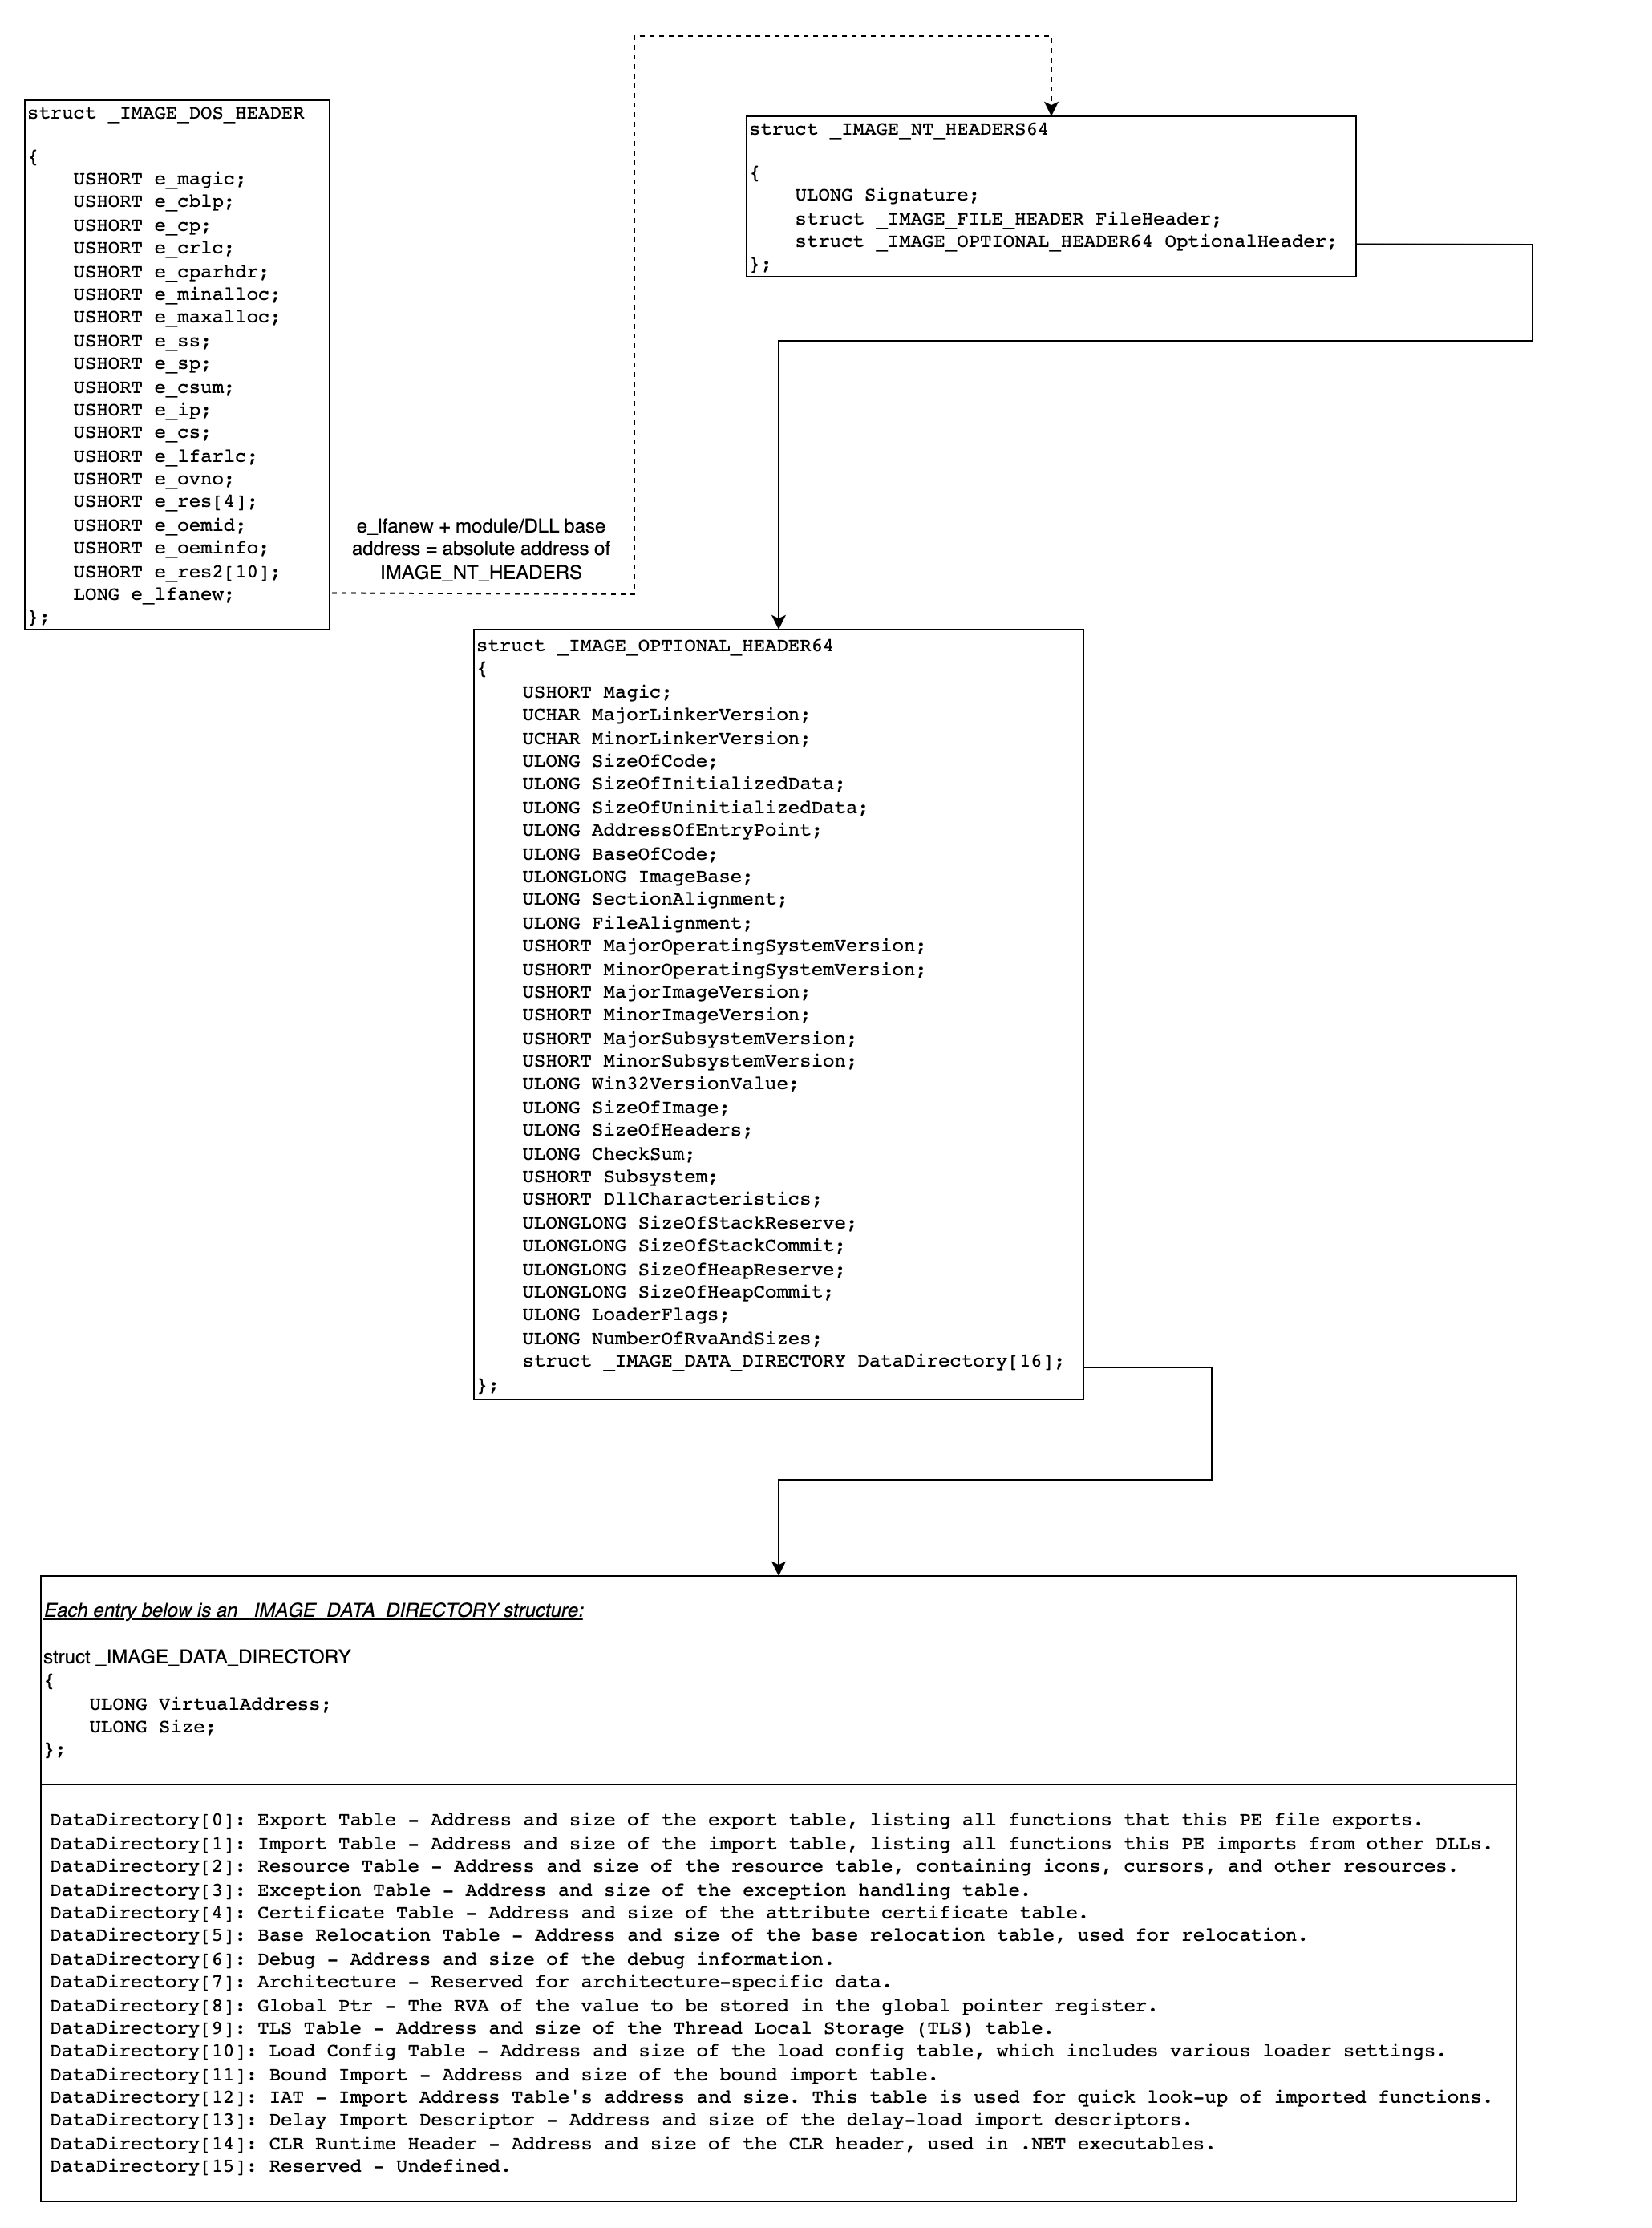 struct _IMAGE_DOS_HEADER
{
USHORT e_magic;
USHORT e_cblp;
USHORT e_cp;
USHORT e_crlc;
USHORT e_cparhdr;
USHORT e_minalloc;
USHORT e_maxalloc;
USHORT e_ss;
USHORT e_sp;
USHORT e_csum;
USHORT e_ip;
USHORT e_cs;
USHORT e_lfarlc;
USHORT e_ovno;
USHORT e_res[4];
USHORT e_oemid;
USHORT e_oeminfo;
USHORT e_res2[10];
LONG e_lfanew;
};
e_lfanew + module/DLL base
address = absolute address of
IMAGE_NT_HEADERS
struct _IMAGE_NT_HEADERS64
{
ULONG Signature;
struct _IMAGE_FILE_HEADER FileHeader;
struct _IMAGE_OPTIONAL_HEADER64 OptionalHeader;
};
struct _IMAGE_OPTIONAL_HEADER64
{
USHORT Magic;
UCHAR MajorLinkerVersion;
UCHAR MinorLinkerVersion;
ULONG SizeOfCode;
ULONG SizeOfInitializedData;
ULONG SizeOfUninitializedData;
ULONG AddressOfEntryPoint;
ULONG BaseOfCode;
ULONGLONG ImageBase;
ULONG SectionAlignment;
ULONG FileAlignment;
USHORT MajorOperatingSystemVersion;
USHORT MinorOperatingSystemVersion;
USHORT MajorImageVersion;
USHORT MinorImageVersion;
USHORT MajorSubsystemVersion;
USHORT MinorSubsystemVersion;
ULONG Win32VersionValue;
ULONG SizeOfImage;
ULONG SizeOfHeaders;
ULONG CheckSum;
USHORT Subsystem;
USHORT DllCharacteristics;
ULONGLONG SizeOfStackReserve;
ULONGLONG SizeOfStackCommit;
ULONGLONG SizeOfHeapReserve;
ULONGLONG SizeOfHeapCommit;
ULONG LoaderFlags;
ULONG NumberOfRvaAndSizes;
struct _IMAGE_DATA_DIRECTORY DataDirectory[16];
};
Each entry below is an _IMAGE_DATA_DIRECTORY structure:
struct _IMAGE_DATA_DIRECTORY
{
ULONG VirtualAddress;
ULONG Size;
};
DataDirectory[0]: Export Table - Address and size of the export table, listing all functions that this PE file exports.
DataDirectory[1]: Import Table - Address and size of the import table, listing all functions this PE imports from other DLLs.
DataDirectory[2]: Resource Table - Address and size of the resource table, containing icons, cursors, and other resources.
DataDirectory[3]: Exception Table - Address and size of the exception handling table.
DataDirectory[4]: Certificate Table - Address and size of the attribute certificate table.
DataDirectory[5]: Base Relocation Table - Address and size of the base relocation table, used for relocation.
DataDirectory[6]: Debug - Address and size of the debug information.
DataDirectory[7]: Architecture - Reserved for architecture-specific data.
DataDirectory[8]: Global Ptr - The RVA of the value to be stored in the global pointer register.
DataDirectory[9]: TLS Table - Address and size of the Thread Local Storage (TLS) table.
DataDirectory[10]: Load Config Table - Address and size of the load config table, which includes various loader settings.
DataDirectory[11]: Bound Import - Address and size of the bound import table.
DataDirectory[12]: IAT - Import Address Table's address and size. This table is used for quick look-up of imported functions.
DataDirectory[13]: Delay Import Descriptor - Address and size of the delay-load import descriptors.
DataDirectory[14]: CLR Runtime Header - Address and size of the CLR header, used in .NET executables.
DataDirectory[15]: Reserved - Undefined.